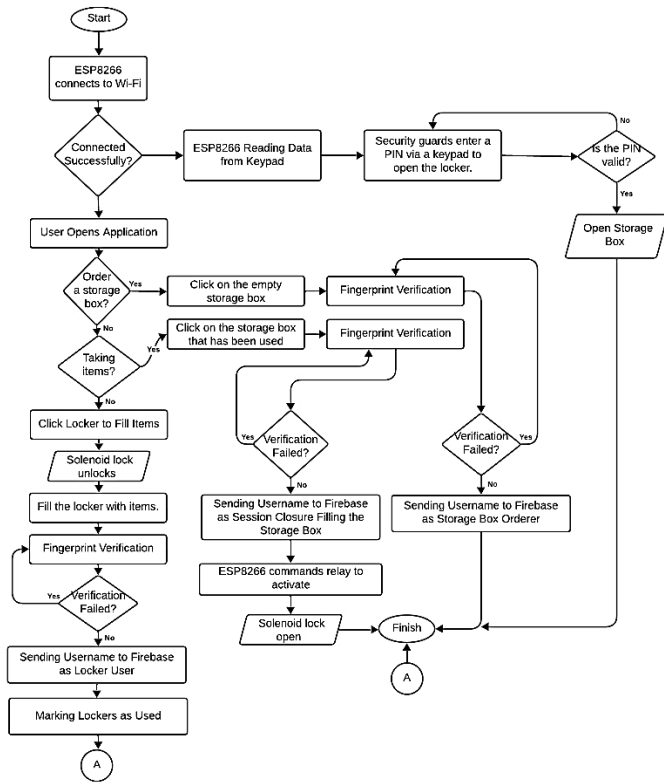 Start
ESP8266
connects to Wi-Fi
No
Connected
Successfully?
ESP8266 Reading Data
from Keypad
Security guards enter a
PIN via a keypad to
open the locker.
Is the PIN
valid?
Yes
User Opens Application
Open Storage
Box
Order
a storage
box?
Yes
Click on the empty
storage box
Fingerprint Verification
No
Taking
items?
Yes
Click on the storage box
that has been used
Fingerprint Verification
No
Click Locker to Fill Items
Solenoid lock
unlocks
Yes
Verification
Failed?
Verification
Failed?
Yes
Fill the locker with items.
No
No
Fingerprint Verification
Sending Username to Firebase
as Session Closure Filling the
Storage Box
Sending Username to Firebase
as Storage Box Orderer
Yes
Verification
Failed?
ESP8266 commands relay to
activate
No
Solenoid lock
open
Finish
Sending Username to Firebase
as Locker User
A
Marking Lockers as Used
A